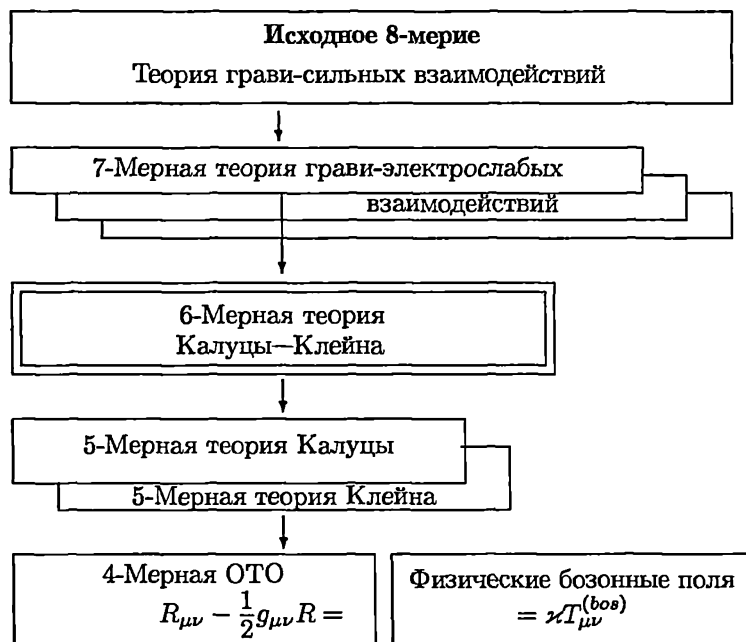 Исходное 8-мерие
Теория грави-сильных взаимодействий
7-Мерная теория грави-электрослабых
взаимодействий
6-Мерная теория
Калуцы—Клейна
5-Мерная теория Калуцы
5-Мерная теория Клейна
4-Мерная ОТО
R_{μν} − \frac{1}{2} g_{μν} R =
Физические бозонные поля
= ϰT_{μν}^{(bos)}